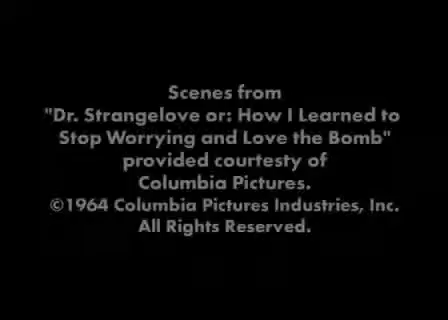 Scenes from
"Dr. Strangelove or: How I Learned to
Stop Worrying and Love the Bomb"
provided courtesty of
Columbia Pictures.
©1964 Columbia Pictures Industries, Inc.
All Rights Reserved.